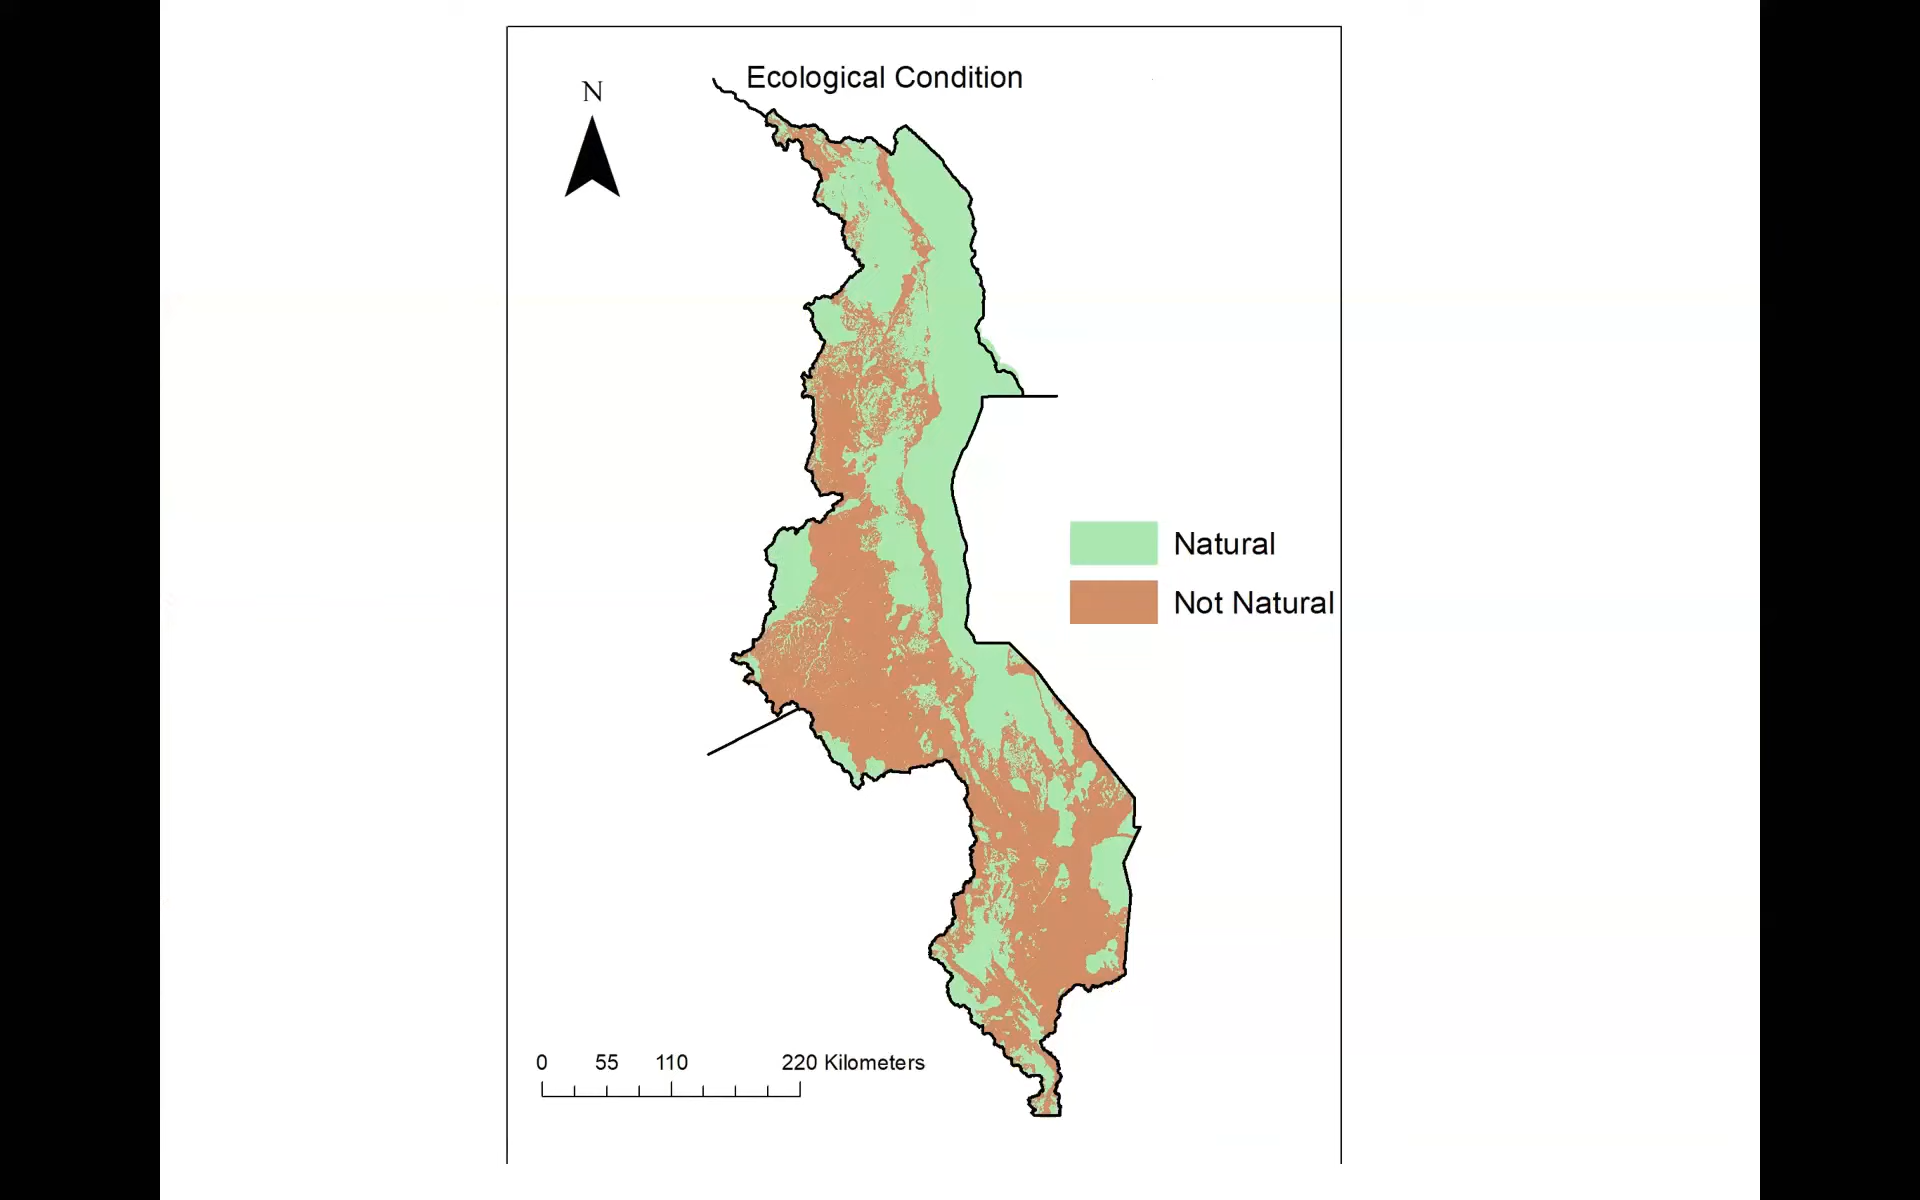 Ecological Condition
N
Natural
Not Natural
0 55 110 220 Kilometers